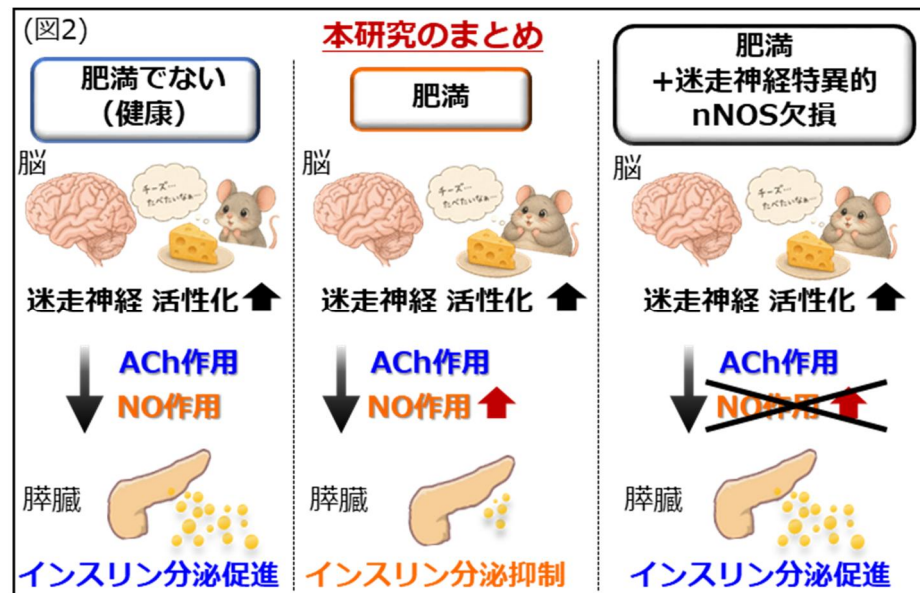 (図2)
本研究のまとめ
肥満でない
（健康）
脳
チーズ…
たべたいなぁ…
迷走神経 活性化
ACh作用
NO作用
膵臓
インスリン分泌促進
肥満
脳
チーズ…
たべたいなぁ…
迷走神経 活性化
ACh作用
NO作用
膵臓
インスリン分泌抑制
肥満
+迷走神経特異的
nNOS欠損
脳
チーズ…
たべたいなぁ…
迷走神経 活性化
ACh作用
NO作用
膵臓
インスリン分泌促進